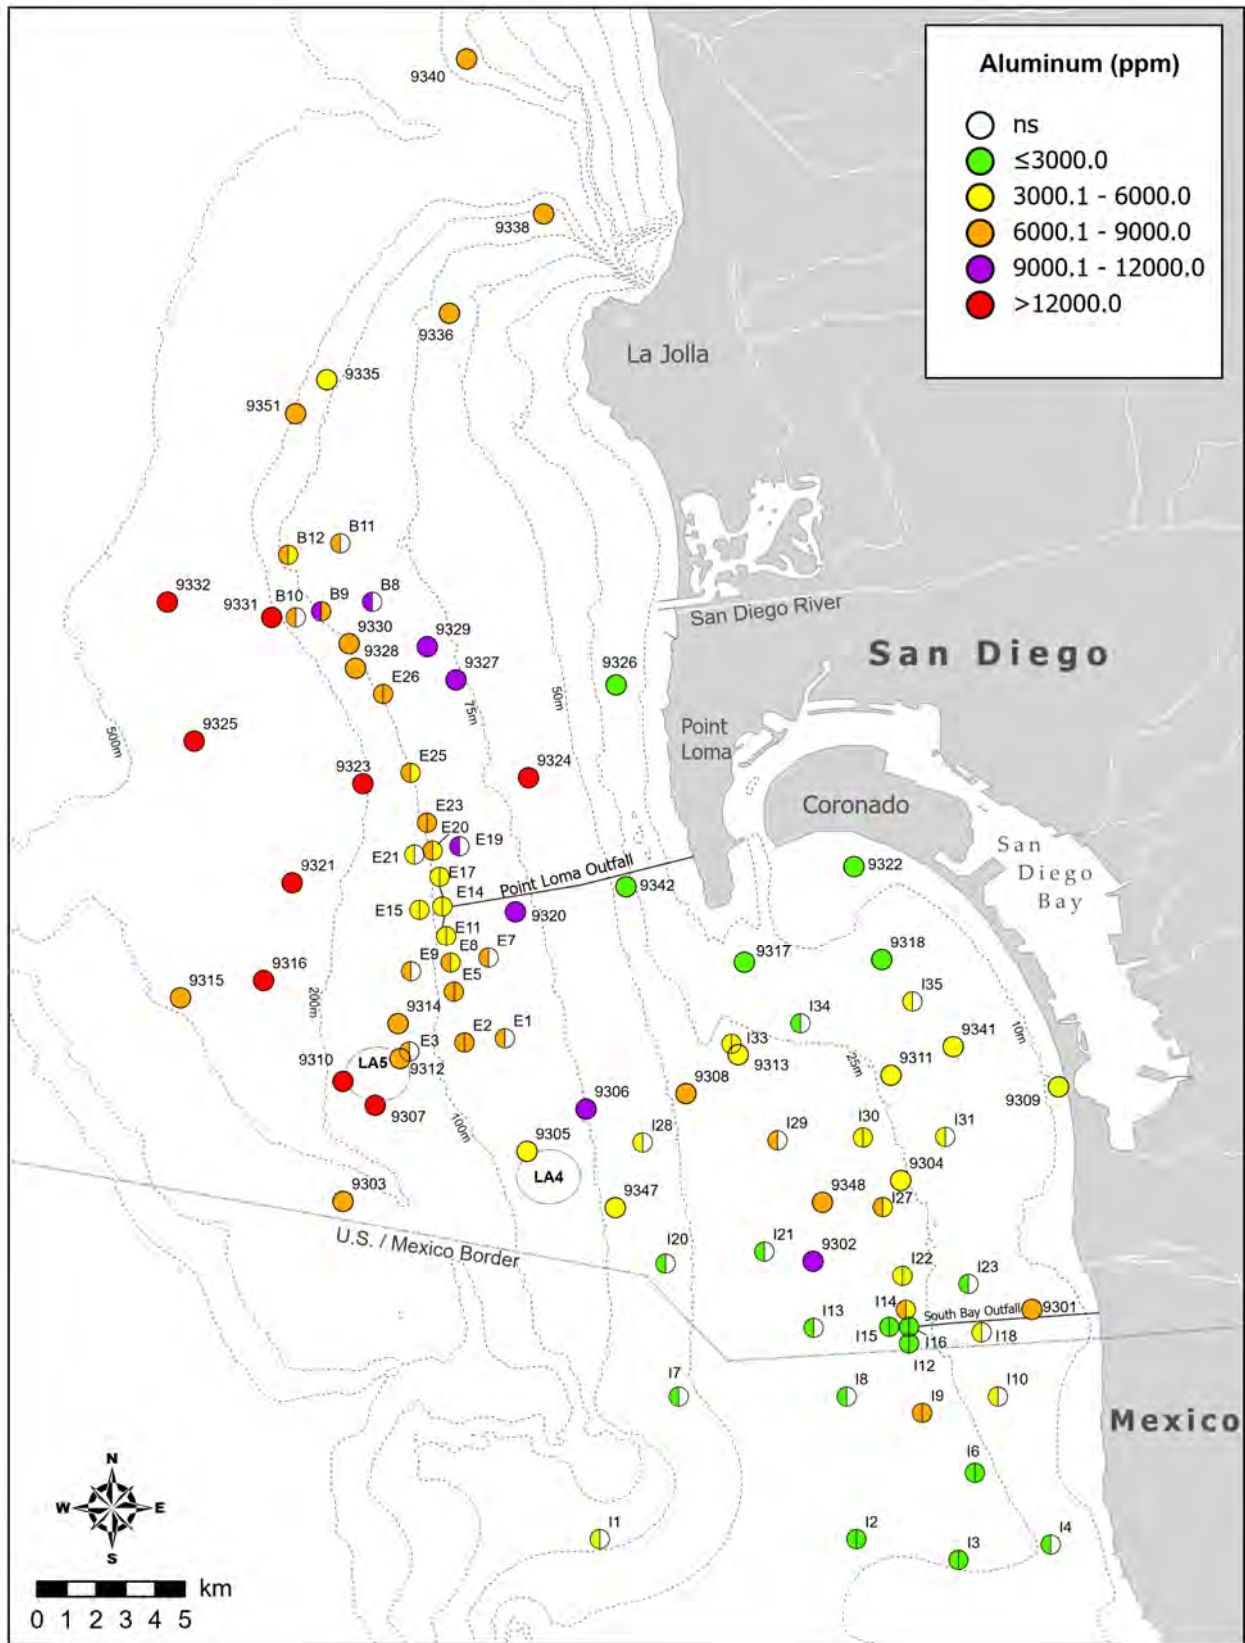 Aluminum (ppm)
ns
≤3000.0
3000.1 - 6000.0
6000.1 - 9000.0
9000.1 - 12000.0
>12000.0
9340
9338
9336
La Jolla
9335
9351
B11
B12
9332
9331
B10
B9
B8
9330
9329
San Diego River
9328
9327
9326
San Diego
E26
75m
50m
500m
9325
Point
Loma
9323
E25
9324
Coronado
E23
E20
E19
E21
San
Diego
Bay
9321
E17
Point Loma Outfall
9322
E14
9342
E15
9320
E11
E9
E8
E7
9317
9318
9315
9316
E5
200m
I35
9314
I34
10m
E3
E2
E1
I33
9341
9310
LA5
9312
9313
25m
9311
9308
9309
9307
9306
100m
I28
I29
I30
I31
9305
LA4
9304
9303
9347
9348
I27
U.S. / Mexico Border
I20
I21
9302
I22
I23
I13
I14
South Bay Outfall
9301
I15
I16
I18
I12
I7
I8
I9
I10
Mexico
I6
N
W
E
S
I1
I2
I3
I4
km
0 1 2 3 4 5